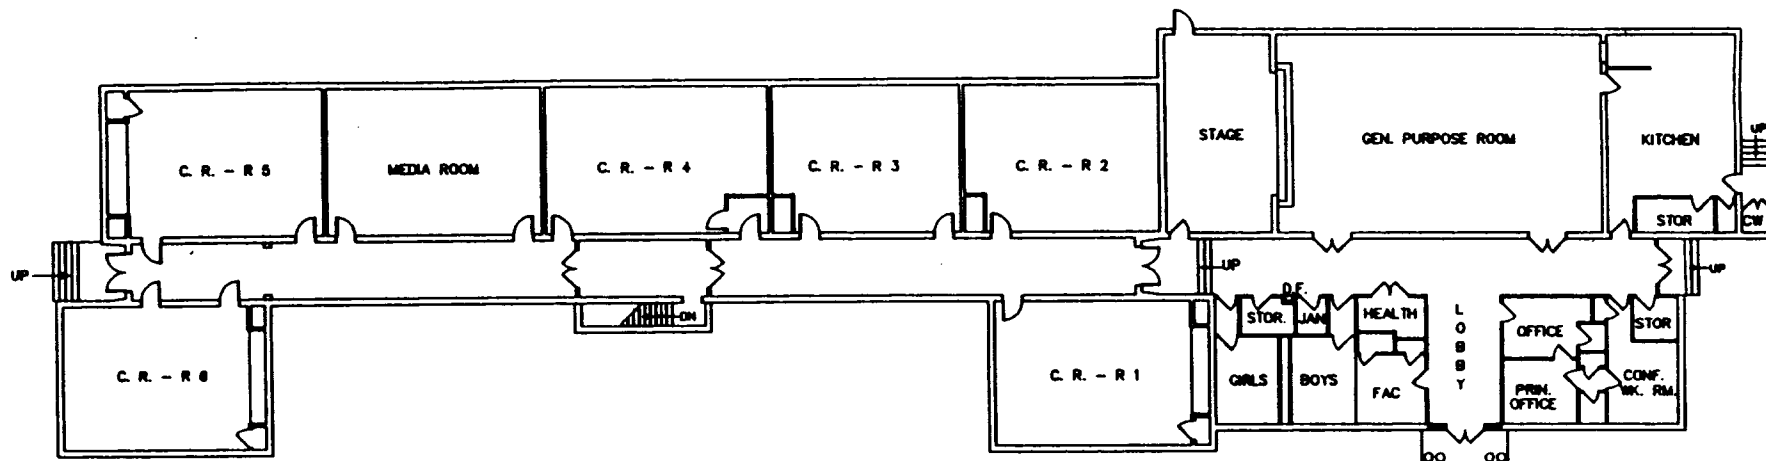 C. R. - R 5
MEDIA ROOM
C. R. - R 4
C. R. - R 3
C. R. - R 2
STAGE
GEN. PURPOSE ROOM
KITCHEN
UP
STOR
CW
UP
DN
UP
UP
D.F.
STOR.
JAN
HEALTH
LOBBY
OFFICE
STOR
C. R. - R 6
C. R. - R 1
GIRLS
BOYS
FAC
PRIN.
OFFICE
CONF.
WK. RM.